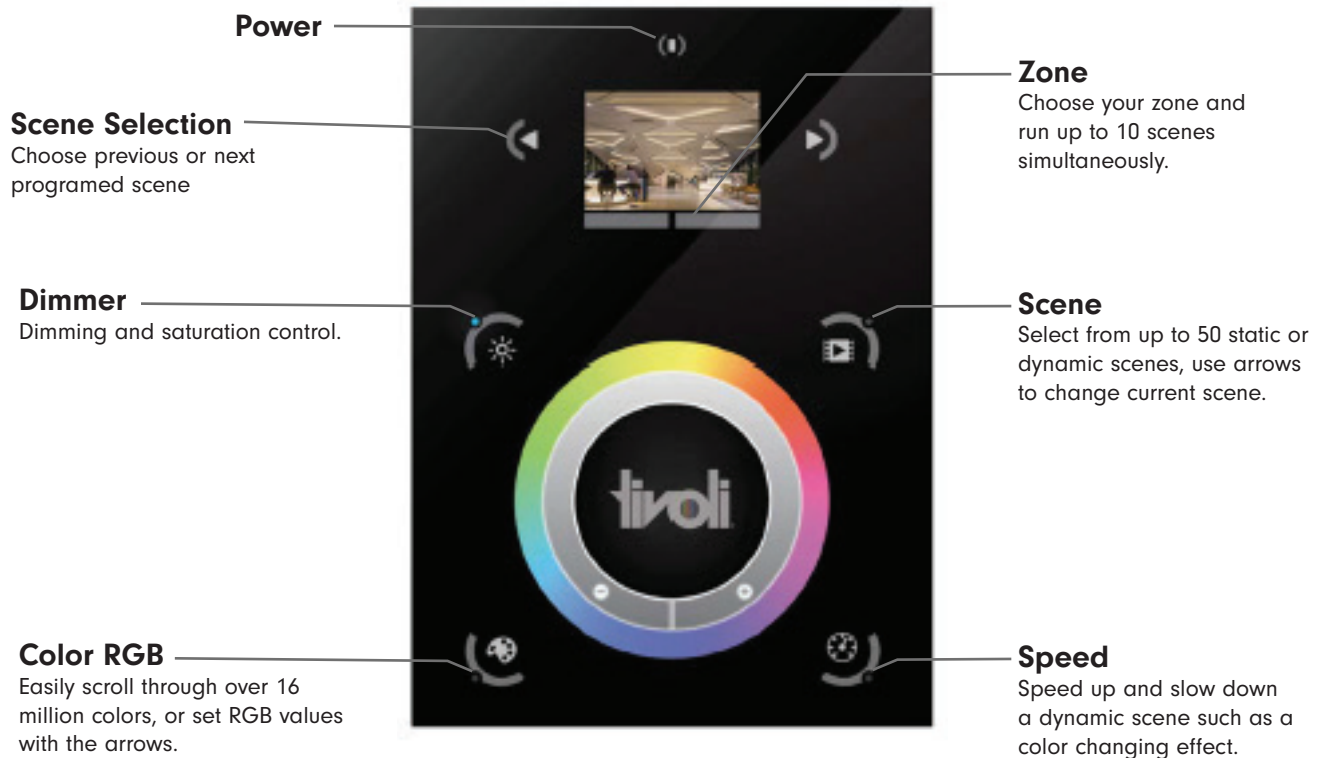 Power
Scene Selection
Choose previous or next
programed scene
Dimmer
Dimming and saturation control.
Color RGB
Easily scroll through over 16
million colors, or set RGB values
with the arrows.
tivoli
Zone
Choose your zone and
run up to 10 scenes
simultaneously.
Scene
Select from up to 50 static or
dynamic scenes, use arrows
to change current scene.
Speed
Speed up and slow down
a dynamic scene such as a
color changing effect.